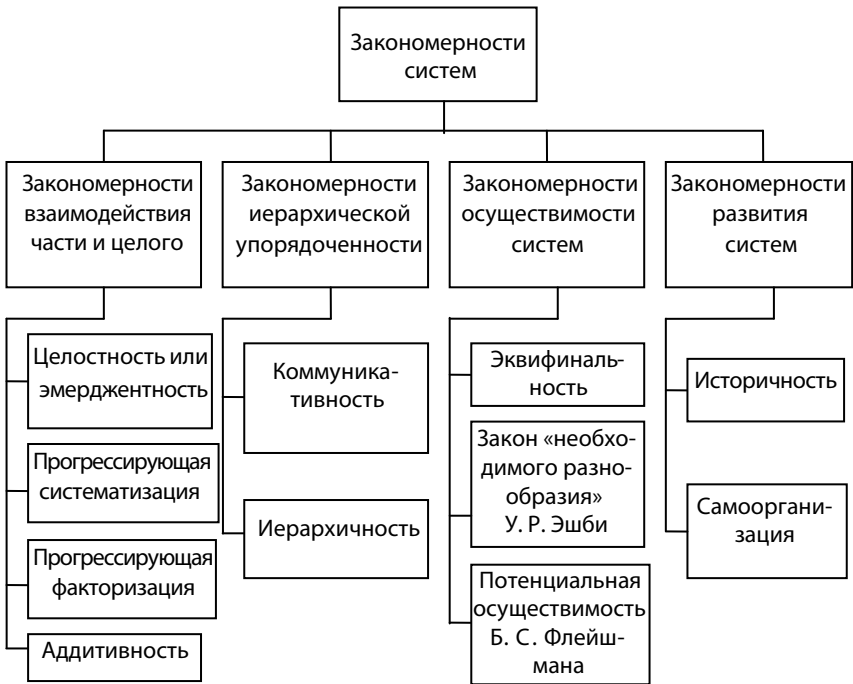 Закономерности
систем
Закономерности
взаимодействия
части и целого
Закономерности
иерархической
упорядоченности
Закономерности
осуществимости
систем
Закономерности
развития
систем
Целостность или
эмерджентность
Прогрессирующая
систематизация
Прогрессирующая
факторизация
Аддитивность
Коммуника-
тивность
Иерархичность
Эквифиналь-
ность
Закон «необхо-
димого разно-
образия»
У. Р. Эшби
Потенциальная
осуществимость
Б. С. Флейш-
мана
Историчность
Самооргани-
зация